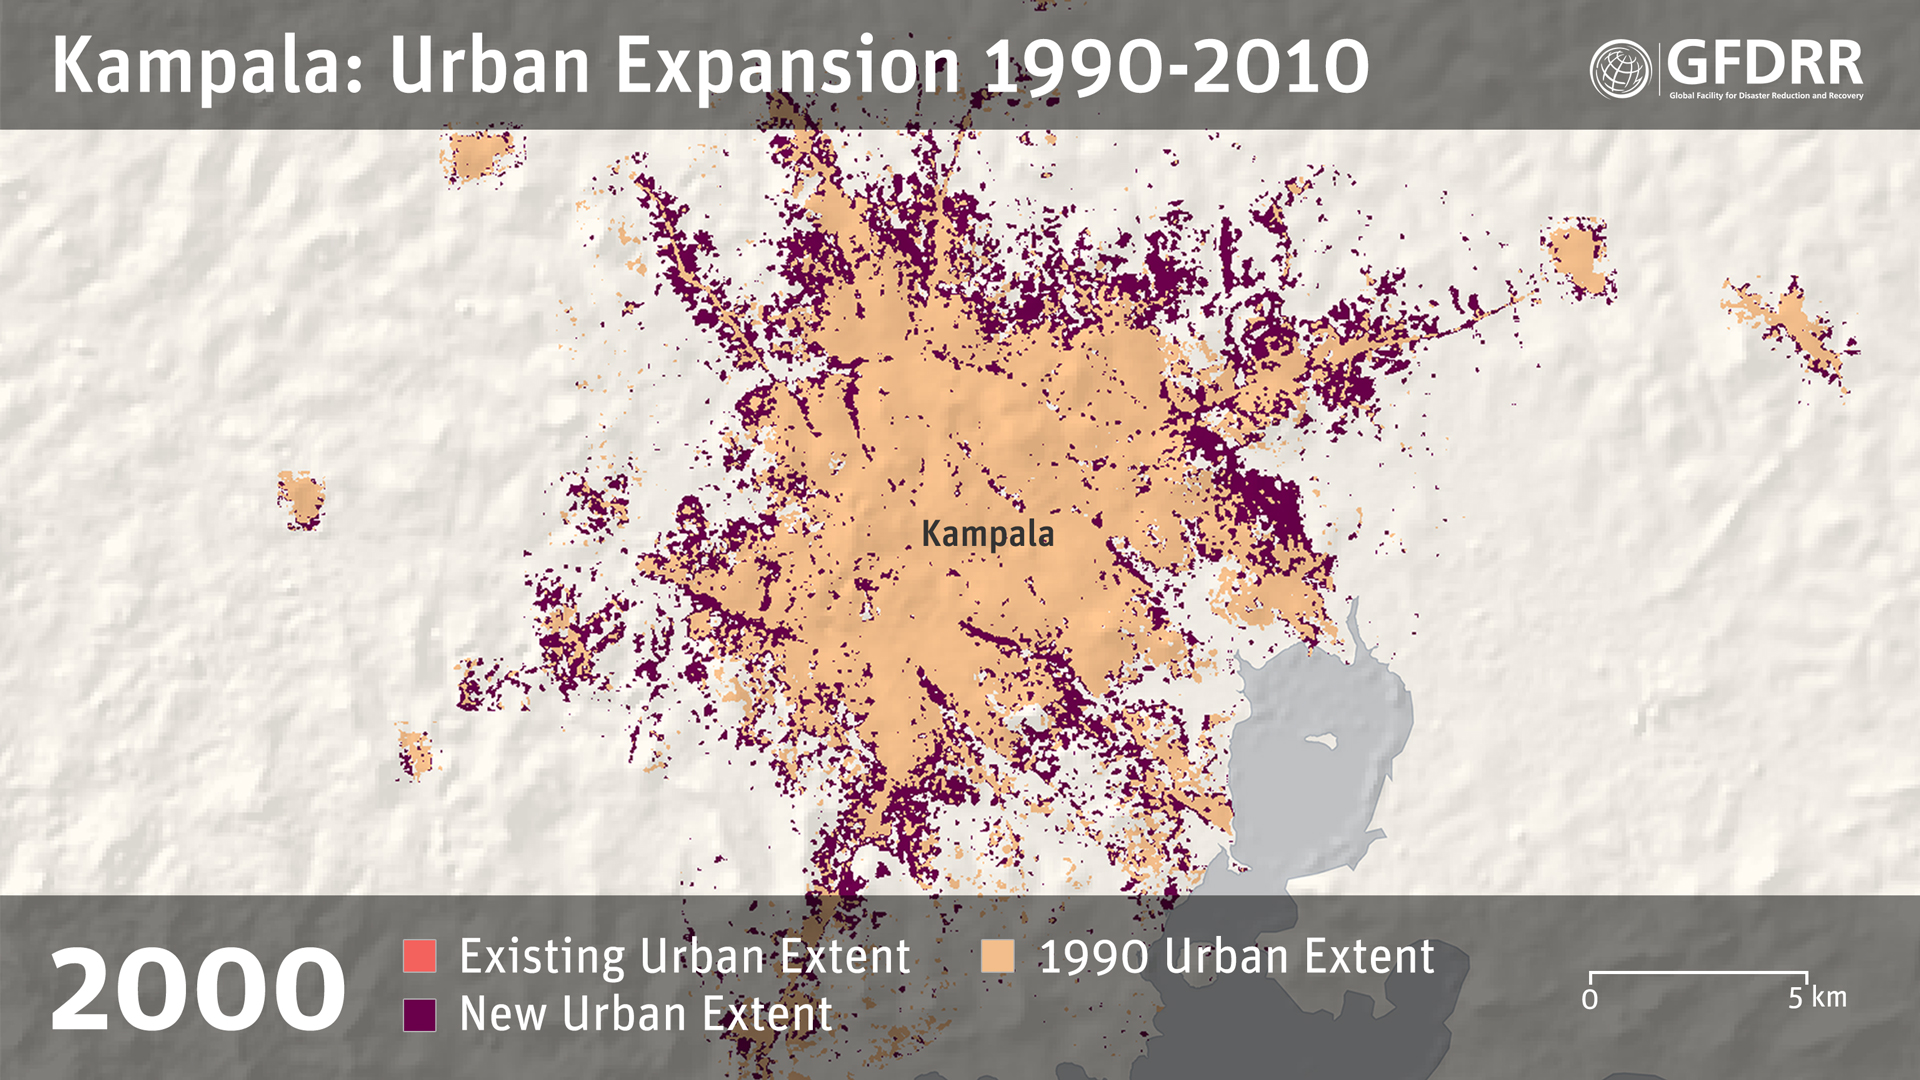 Kampala: Urban Expansion 1990-2010
GFDRR
Global Facility for Disaster Reduction and Recovery
Kampala
2000
Existing Urban Extent
1990 Urban Extent
New Urban Extent
0 5 km